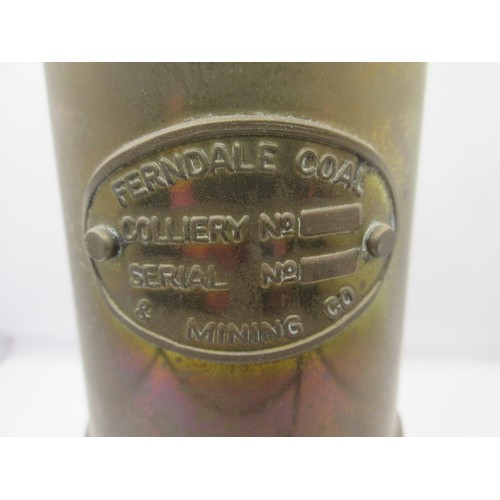 FERNDALE COAL
COLLIERY Nº
SERIAL Nº
& MINING CO